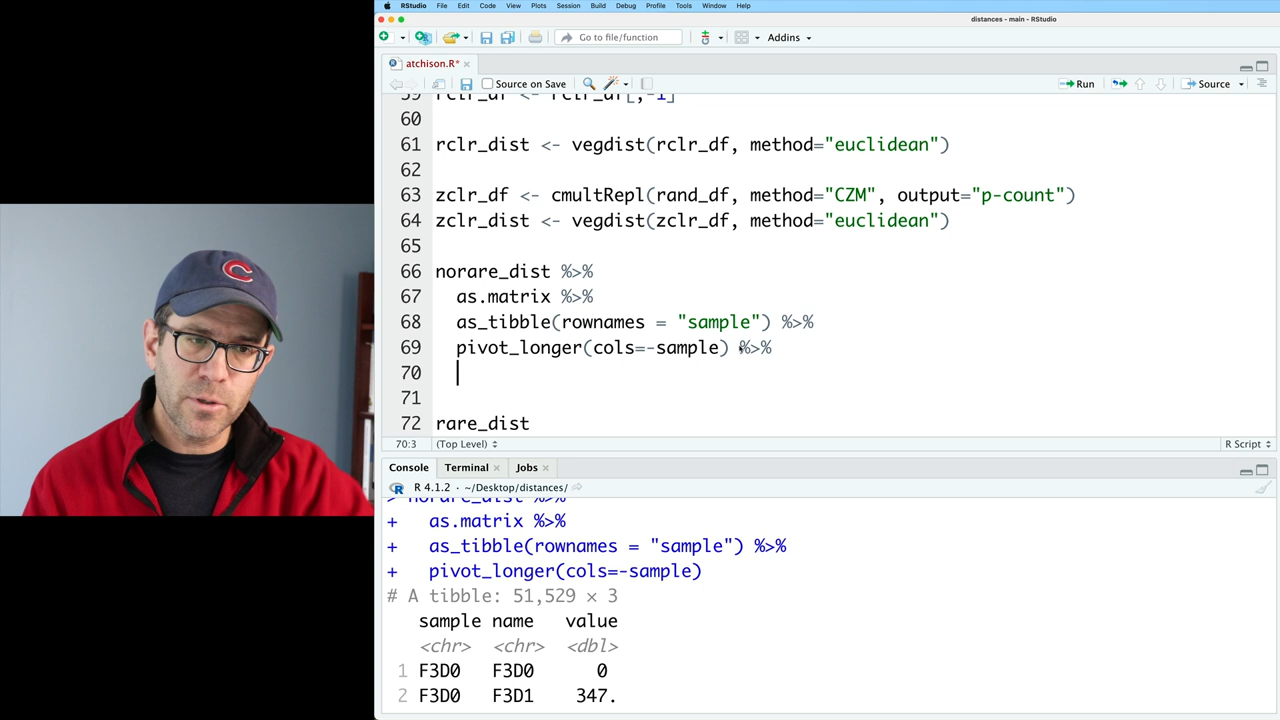 RStudio File Edit Code View Plots Session Build Debug Profile Tools Window Help
distances - main - RStudio
Go to file/function Addins
atchison.R*
Source on Save Run Source
59 rclr_df <- rclr_df[,-1]
60
61 rclr_dist <- vegdist(rclr_df, method="euclidean")
62
63 zclr_df <- cmultRepl(rand_df, method="CZM", output="p-count")
64 zclr_dist <- vegdist(zclr_df, method="euclidean")
65
66 norare_dist %>%
67 as.matrix %>%
68 as_tibble(rownames = "sample") %>%
69 pivot_longer(cols=-sample) %>%
70
71
72 rare_dist
70:3 (Top Level) R Script
Console Terminal Jobs
R 4.1.2 · ~/Desktop/distances/
> norare_dist %>%
+ as.matrix %>%
+ as_tibble(rownames = "sample") %>%
+ pivot_longer(cols=-sample)
# A tibble: 51,529 × 3
sample name value
<chr> <chr> <dbl>
1 F3D0 F3D0 0
2 F3D0 F3D1 347.
C